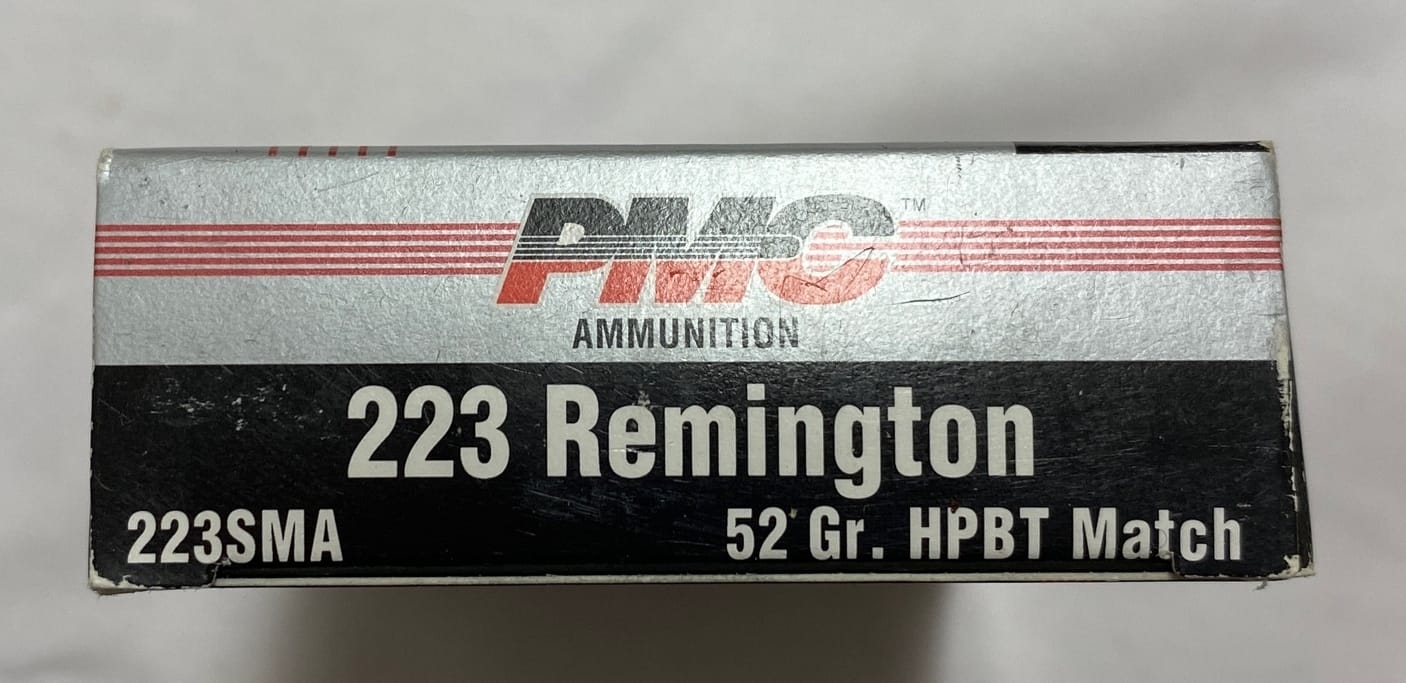 PMC™
AMMUNITION
223 Remington
223SMA 52 Gr. HPBT Match